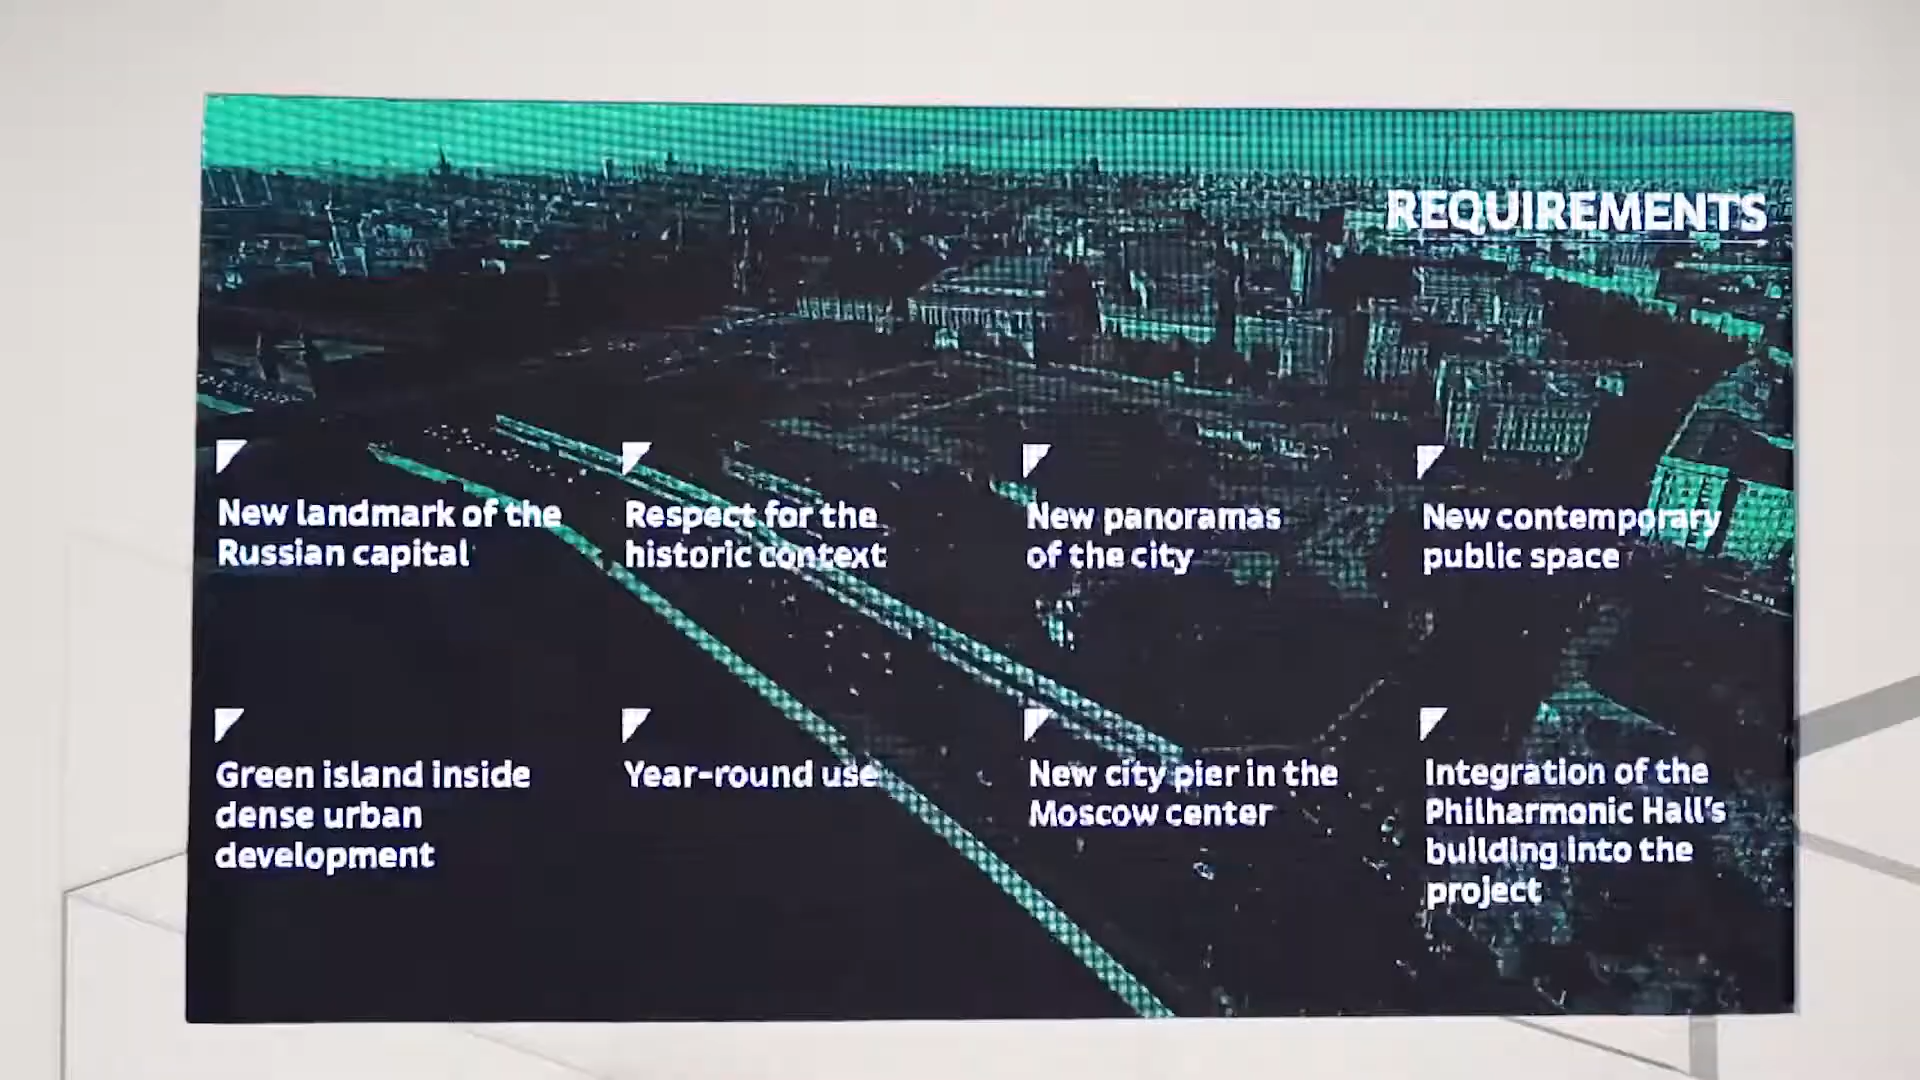 REQUIREMENTS
New landmark of the
Russian capital
Respect for the
historic context
New panoramas
of the city
New contemporary
public space
Green island inside
dense urban
development
Year-round use
New city pier in the
Moscow center
Integration of the
Philharmonic Hall's
building into the
project